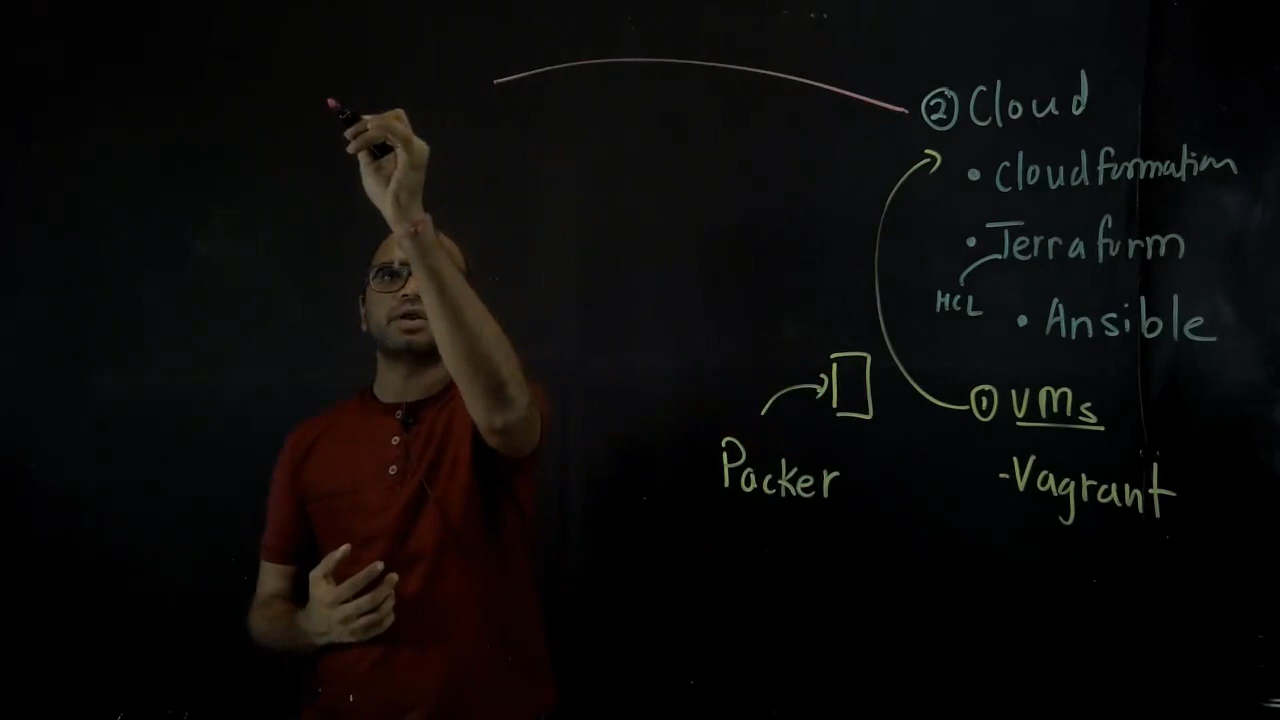 ② Cloud
• Cloudformation
• Terraform
HCL
• Ansible
① VMs
Packer
- Vagrant